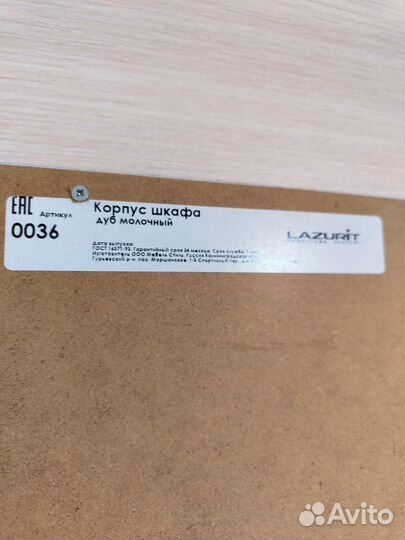 EAC Артикул
0036
Корпус шкафа
дуб молочный
Дата выпуска:
ГОСТ 16371-93. Гарантийный срок 24 месяца. Срок службы
Изготовитель ООО Мебель Стиль, Россия Калининградская
Гурьевский р-н, пос. Маршанское, 1-й Спортивный пер.,
LAZURIT
Avito